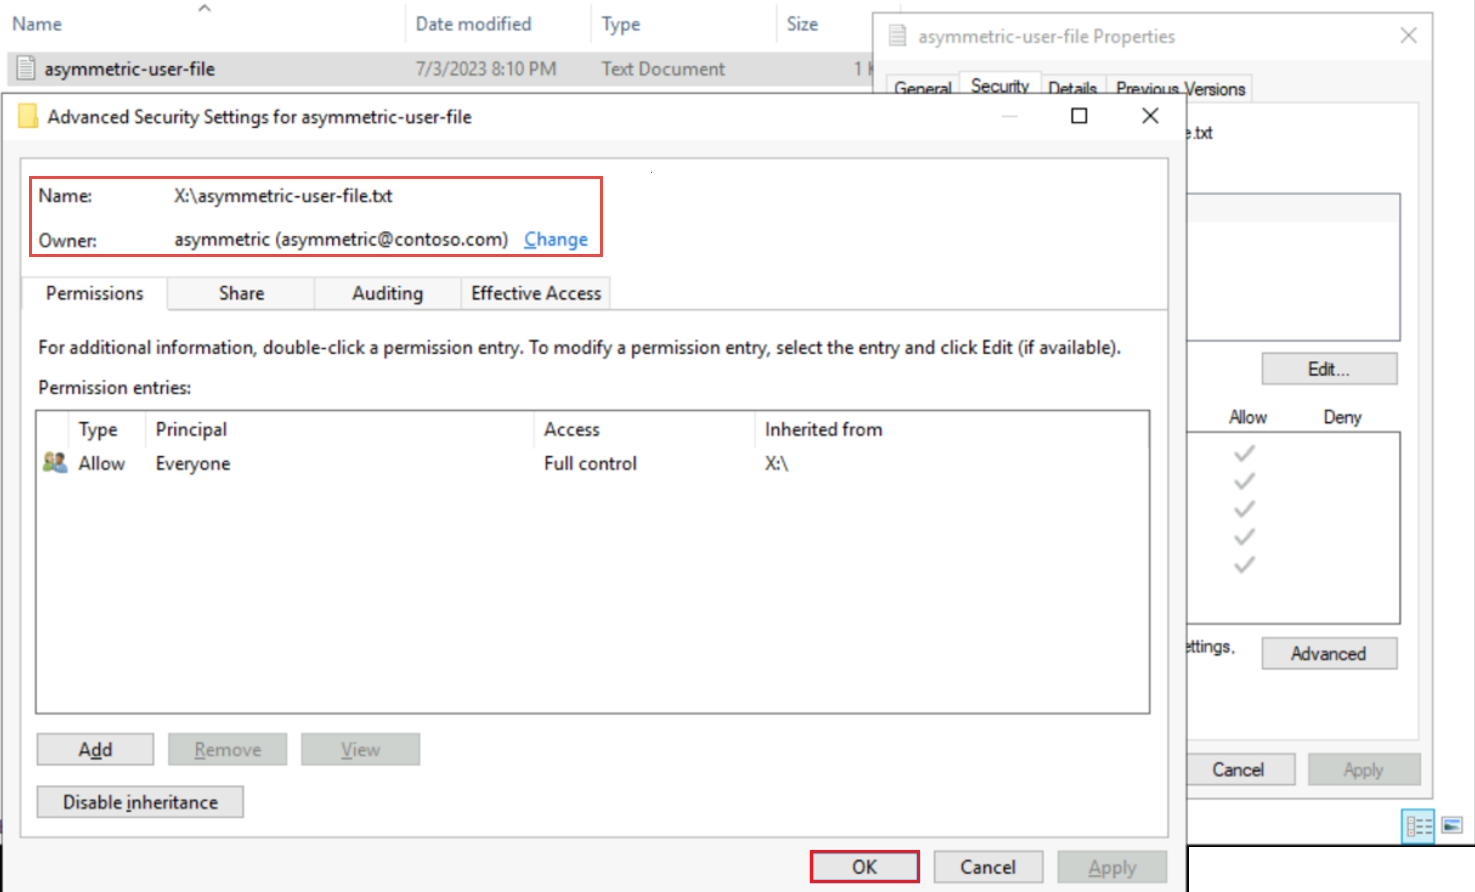 Name Date modified Type Size
asymmetric-user-file 7/3/2023 8:10 PM Text Document 1
asymmetric-user-file Properties
General Security Details Previous Versions
Advanced Security Settings for asymmetric-user-file
e.txt
Name: X:\asymmetric-user-file.txt
Owner: asymmetric (asymmetric@contoso.com) Change
Permissions Share Auditing Effective Access
For additional information, double-click a permission entry. To modify a permission entry, select the entry and click Edit (if available).
Edit...
Permission entries:
Allow Deny
Type Principal Access Inherited from
Allow Everyone Full control X:\
ettings,
Advanced
Add Remove View
Cancel Apply
Disable inheritance
OK Cancel Apply